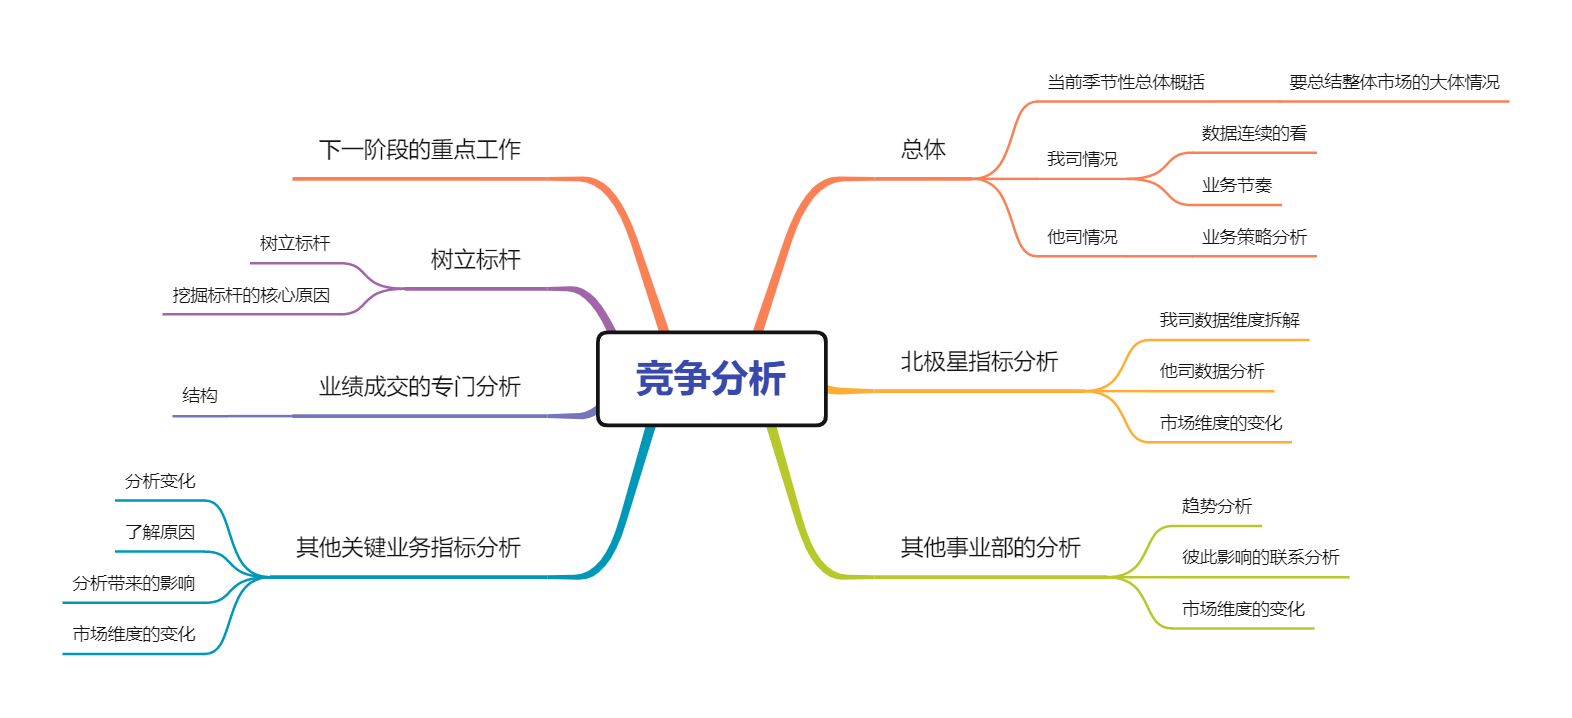 竞争分析
总体
当前季节性总体概括
要总结整体市场的大体情况
我司情况
数据连续的看
业务节奏
他司情况
业务策略分析
北极星指标分析
我司数据维度拆解
他司数据分析
市场维度的变化
其他事业部的分析
趋势分析
彼此影响的联系分析
市场维度的变化
其他关键业务指标分析
分析变化
了解原因
分析带来的影响
市场维度的变化
业绩成交的专门分析
结构
树立标杆
树立标杆
挖掘标杆的核心原因
下一阶段的重点工作